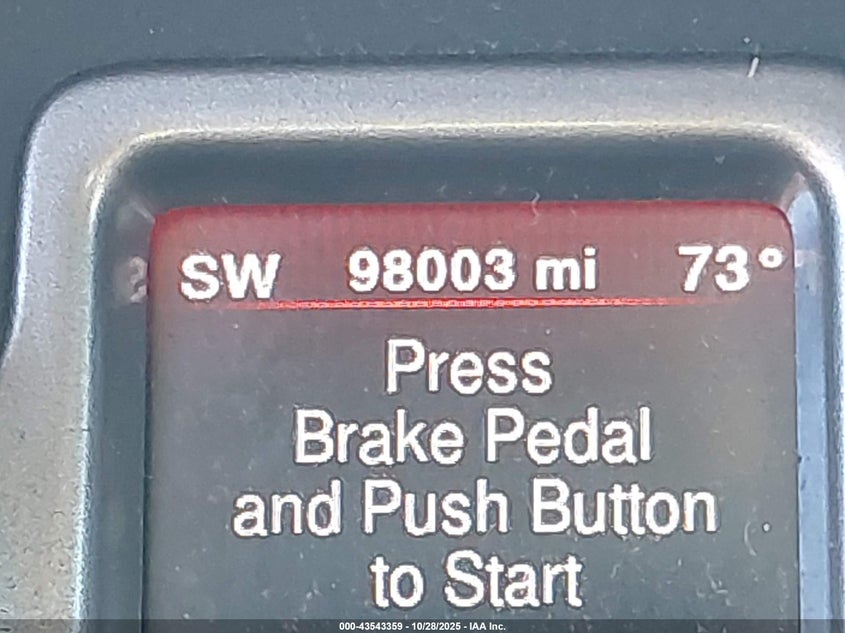 SW 98003 mi 73°
Press
Brake Pedal
and Push Button
to Start
000-43543359 - 10/28/2025 - IAA Inc.